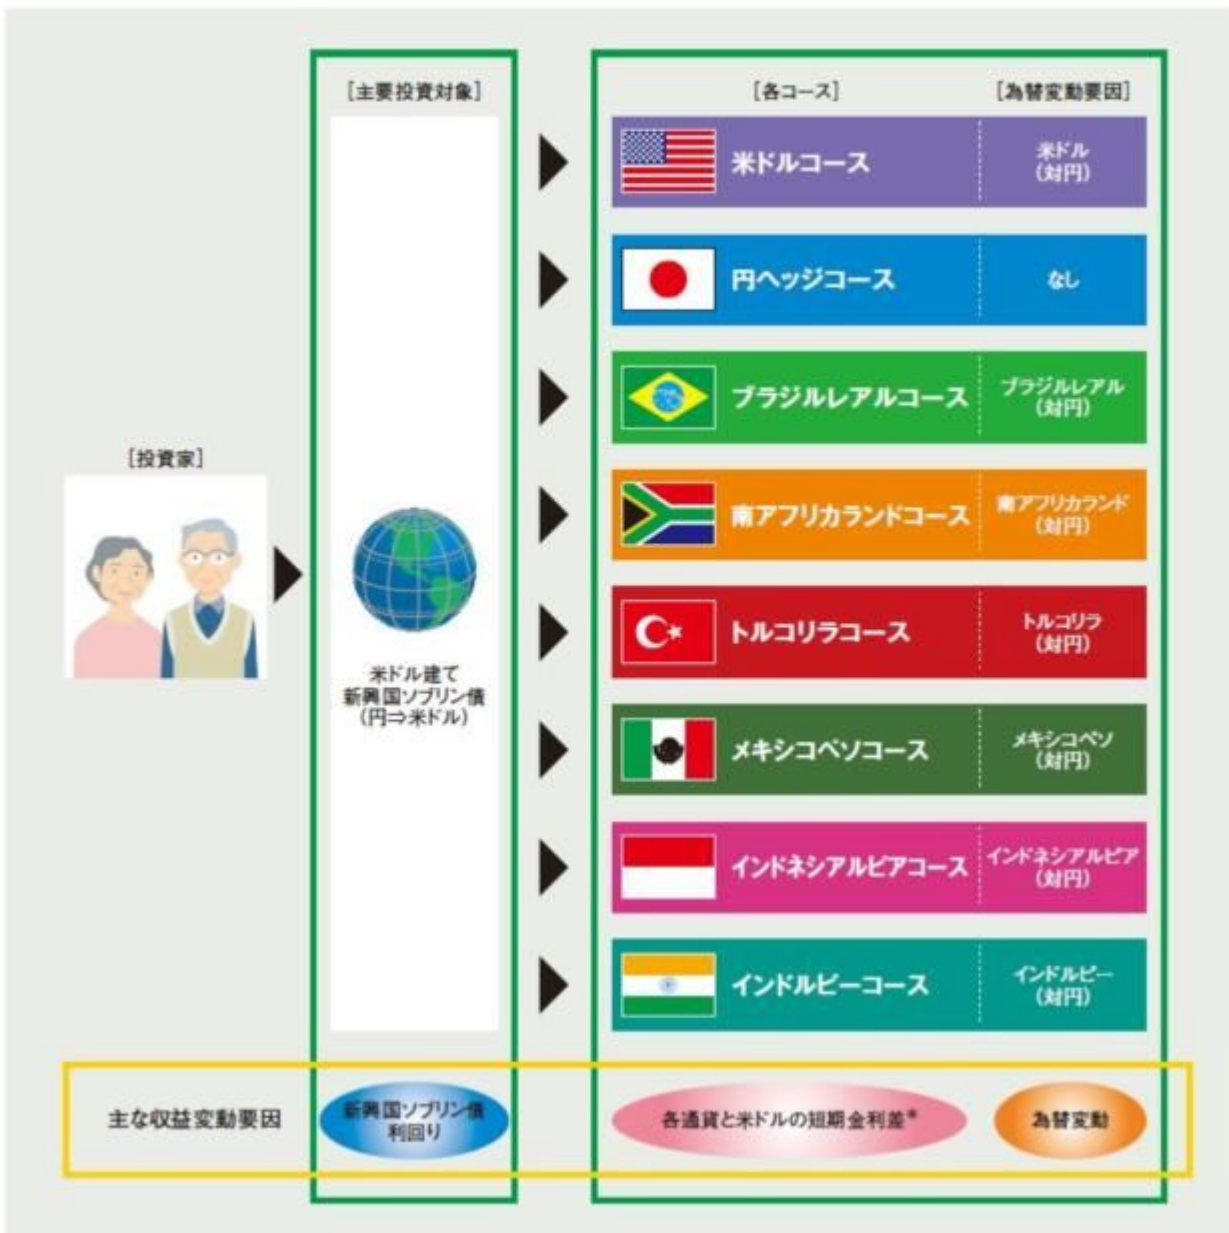 [主要投資対象]
[各コース]
[為替変動要因]
米ドルコース
米ドル
(対円)
円ヘッジコース
なし
ブラジルレアルコース
ブラジルレアル
(対円)
[投資家]
南アフリカランドコース
南アフリカランド
(対円)
トルコリラコース
トルコリラ
(対円)
米ドル建て
新興国ソブリン債
(円⇒米ドル)
メキシコペソコース
メキシコペソ
(対円)
インドネシアルピアコース
インドネシアルピア
(対円)
インドルピーコース
インドルピー
(対円)
主な収益変動要因
新興国ソブリン債
利回り
各通貨と米ドルの短期金利差*
為替変動